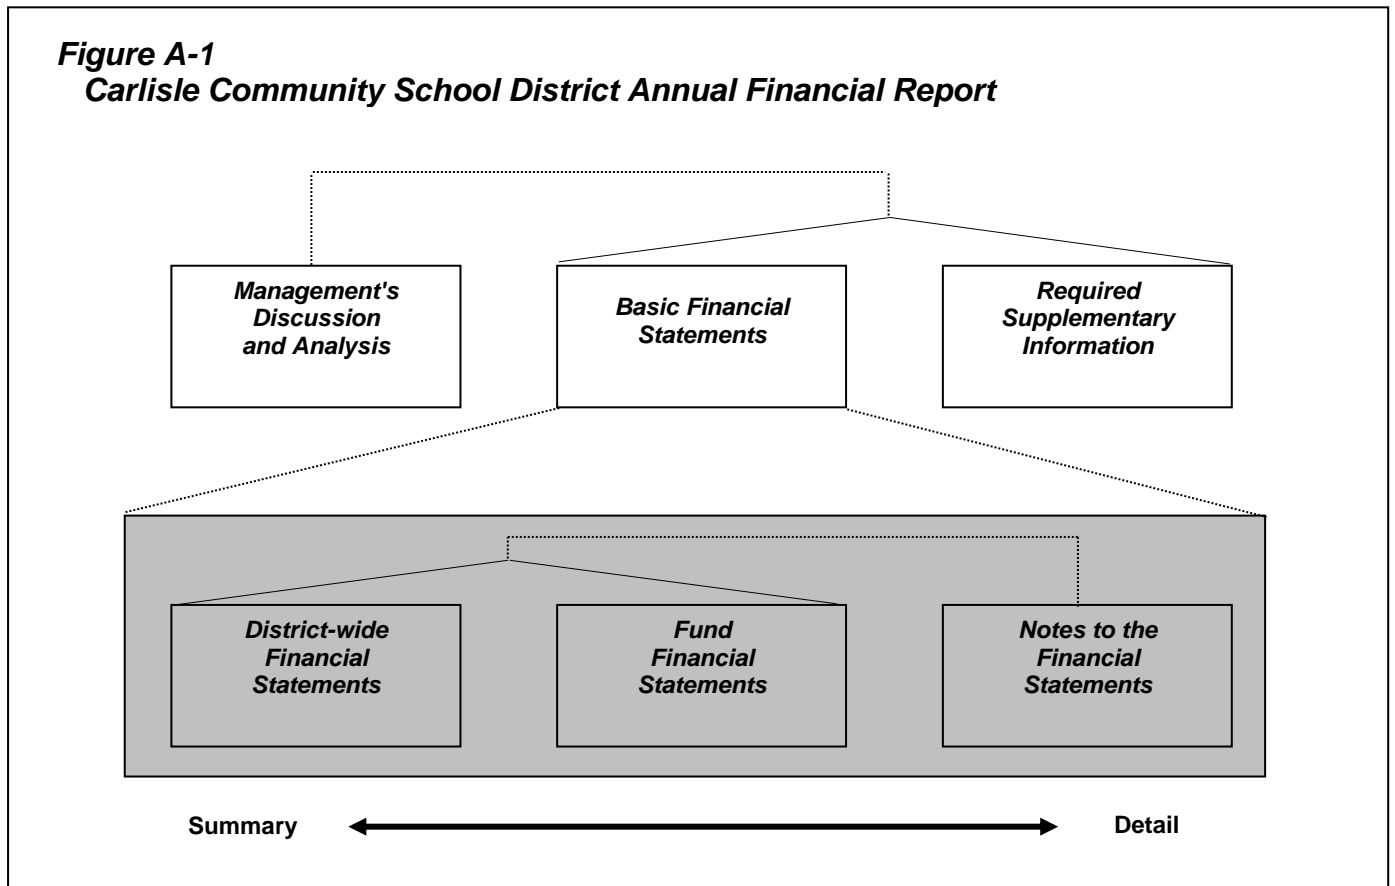 Figure A-1
Carlisle Community School District Annual Financial Report
Management's
Discussion
and Analysis
Basic Financial
Statements
Required
Supplementary
Information
District-wide
Financial
Statements
Fund
Financial
Statements
Notes to the
Financial
Statements
Summary
Detail